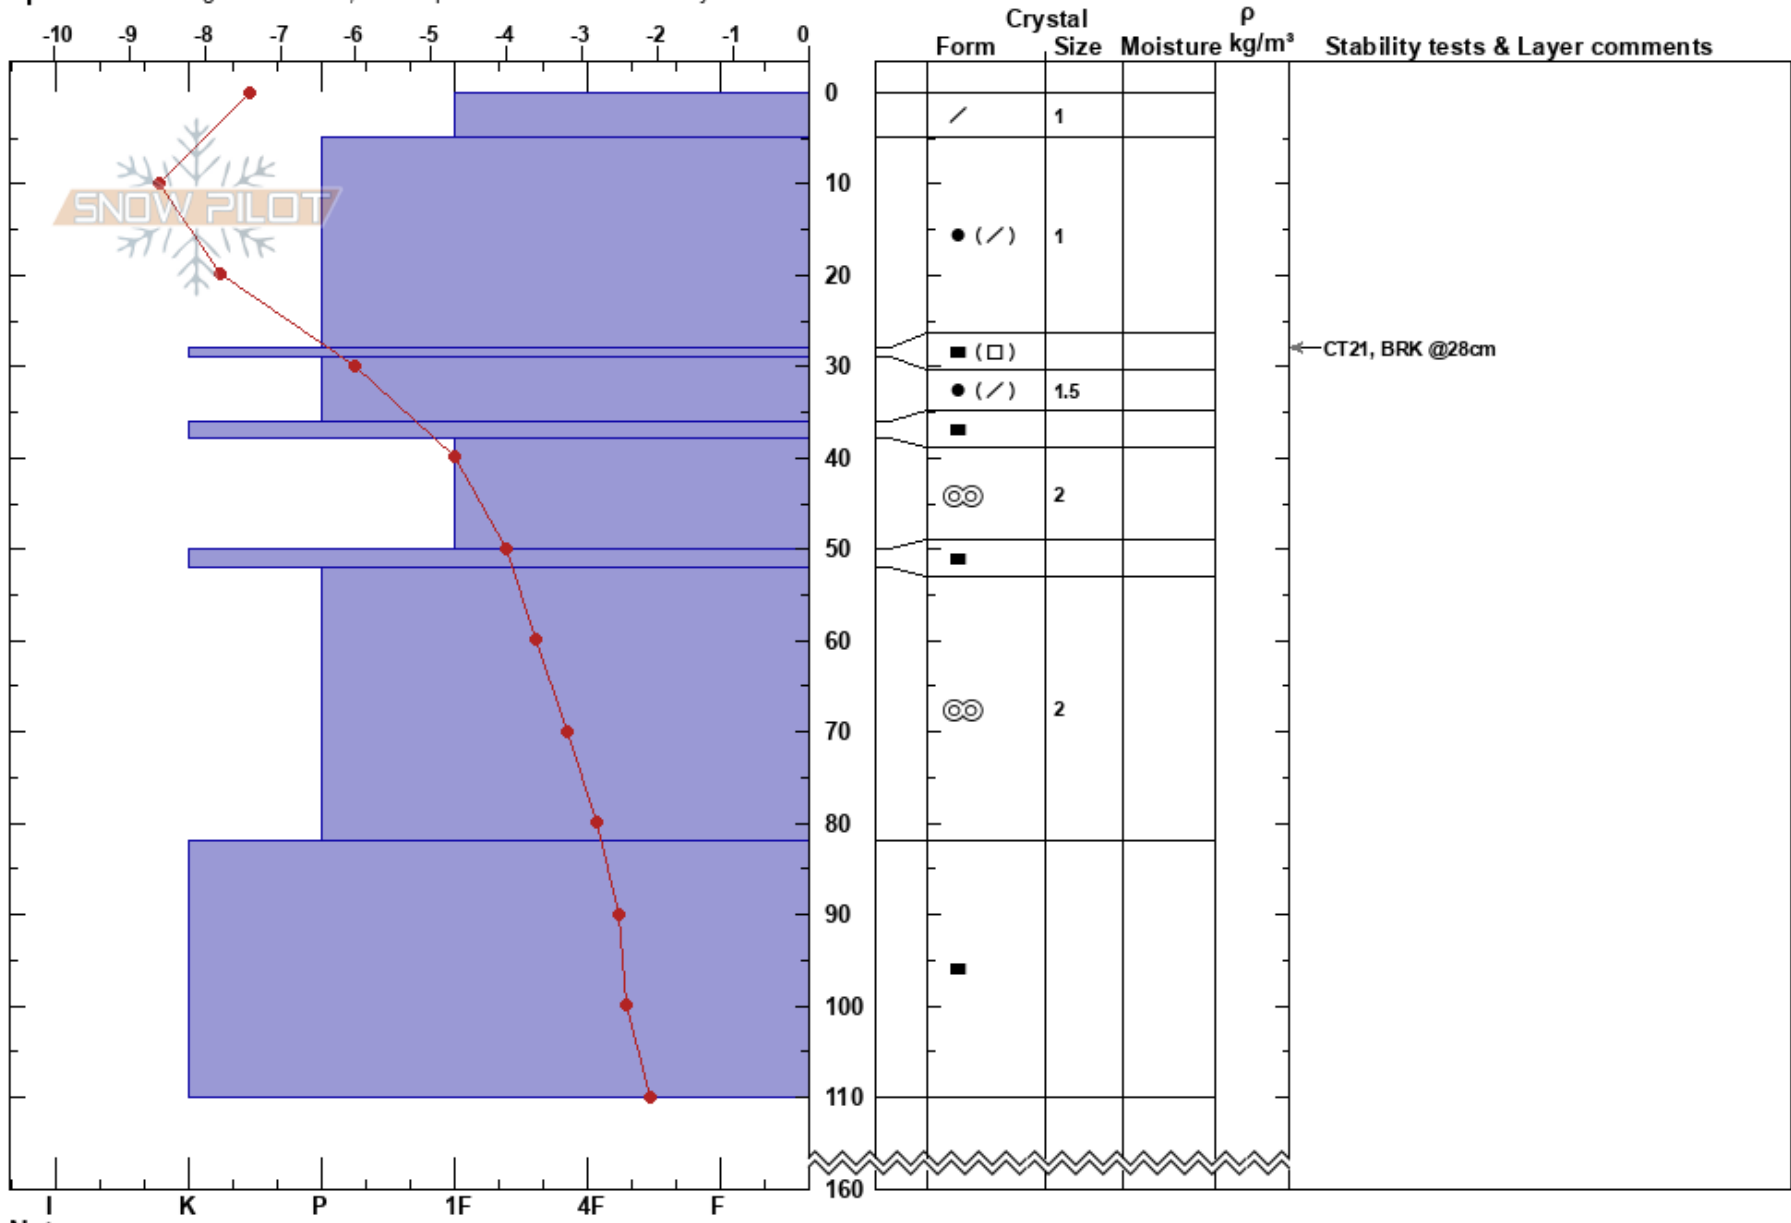 Crystal
ρ
-10 -9 -8 -7 -6 -5 -4 -3 -2 -1 0
Form Size Moisture kg/m³ Stability tests & Layer comments
0
1
SNOW PILOT
10
1
20
CT21, BRK @28cm
30
1.5
40
2
50
60
70
2
80
90
100
110
160
I K P 1F 4F F